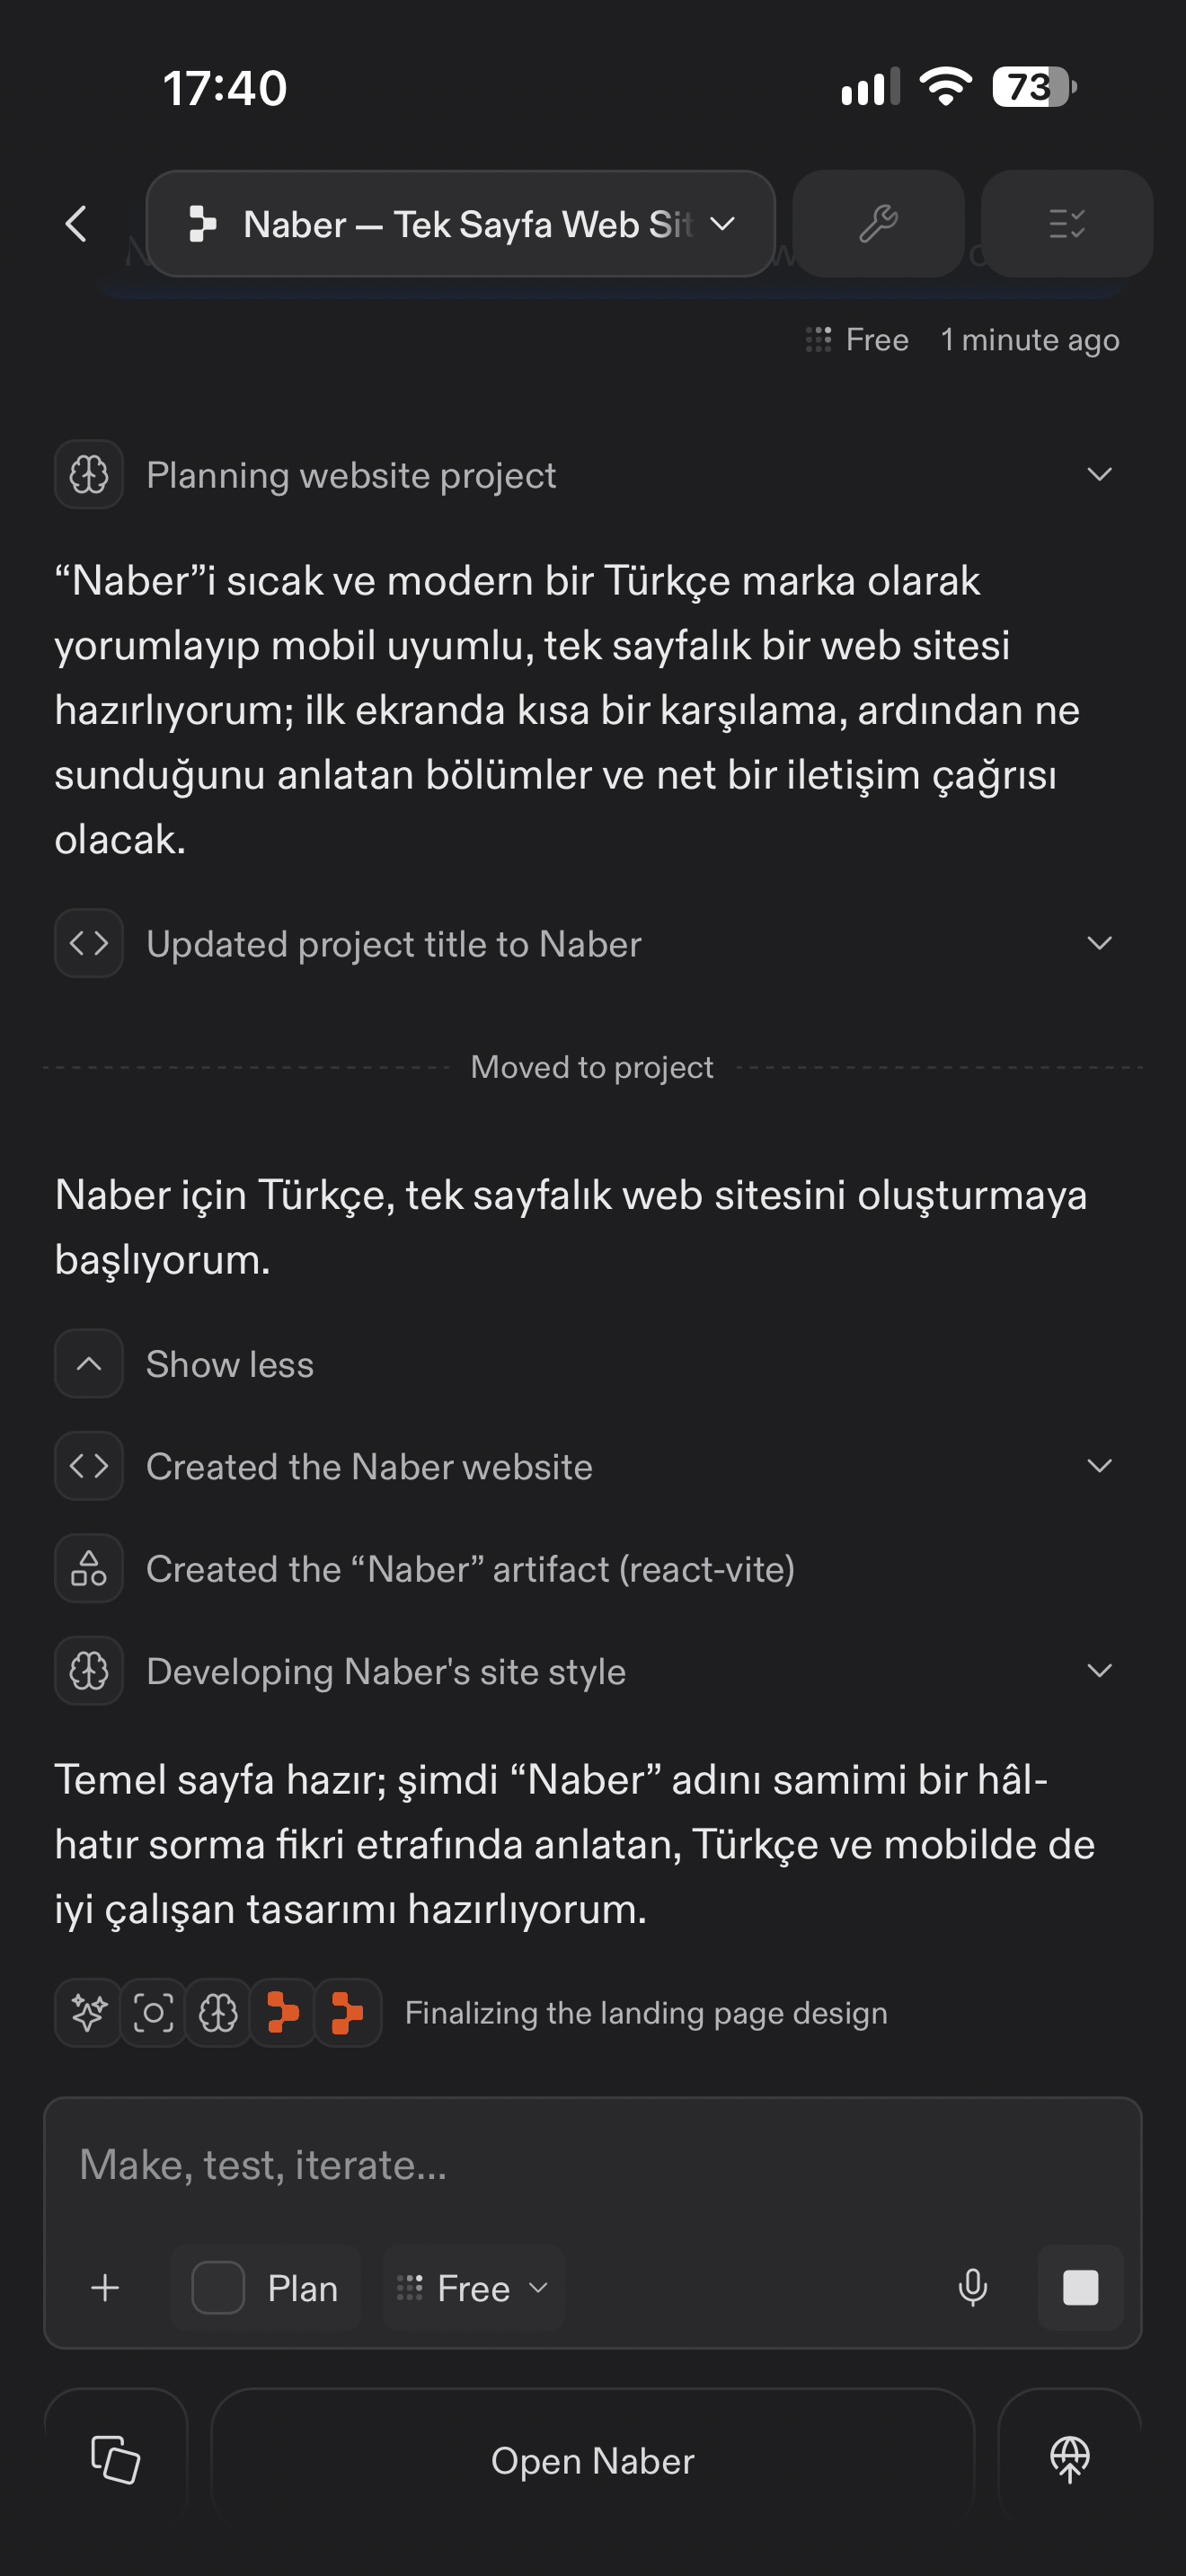 17:40
73
Naber — Tek Sayfa Web Sit
Free 1 minute ago
Planning website project
“Naber”i sıcak ve modern bir Türkçe marka olarak
yorumlayıp mobil uyumlu, tek sayfalık bir web sitesi
hazırlıyorum; ilk ekranda kısa bir karşılama, ardından ne
sunduğunu anlatan bölümler ve net bir iletişim çağrısı
olacak.
Updated project title to Naber
Moved to project
Naber için Türkçe, tek sayfalık web sitesini oluşturmaya
başlıyorum.
Show less
Created the Naber website
Created the “Naber” artifact (react-vite)
Developing Naber's site style
Temel sayfa hazır; şimdi “Naber” adını samimi bir hâl-
hatır sorma fikri etrafında anlatan, Türkçe ve mobilde de
iyi çalışan tasarımı hazırlıyorum.
Finalizing the landing page design
Make, test, iterate...
Plan Free
Open Naber